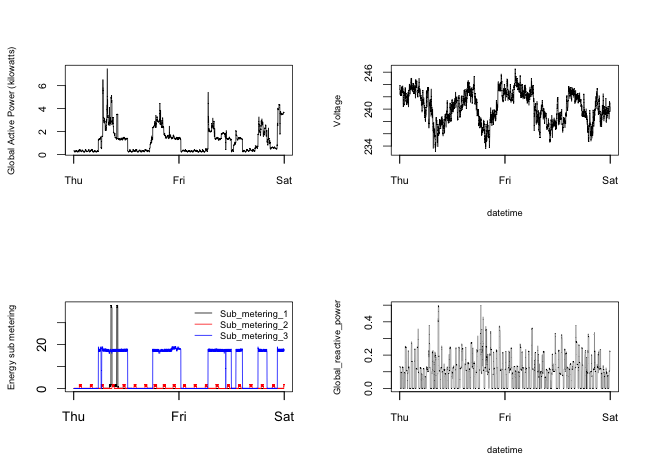 Global Active Power (kilowatts)
0 2 4 6
Thu Fri Sat
Voltage
234 240 246
Thu Fri Sat
datetime
Energy sub metering
0 20
Thu Fri Sat
Sub_metering_1
Sub_metering_2
Sub_metering_3
Global_reactive_power
0.0 0.2 0.4
Thu Fri Sat
datetime